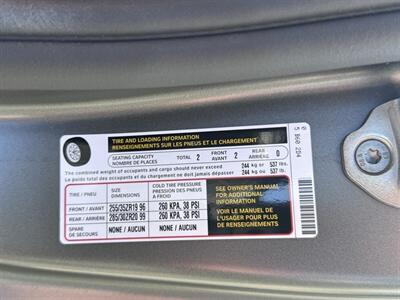 TIRE AND LOADING INFORMATION
RENSEIGNEMENTS SUR LES PNEUS ET LE CHARGEMENT
SEATING CAPACITY
NOMBRE DE PLACES
TOTAL 2
FRONT
AVANT 2
REAR
ARRIÈRE 0
The combined weight of occupants and cargo should never exceed 244 kg or 537 lbs.
Le poids total des occupants et du chargement ne doit jamais dépasser 244 kg ou 537 lb.
TIRE / PNEU
SIZE
DIMENSIONS
COLD TIRE PRESSURE
PRESSION DES PNEUS
À FROID
FRONT / AVANT 255/35ZR19 96 260 KPA, 38 PSI
REAR / ARRIÈRE 285/30ZR20 99 260 KPA, 38 PSI
SPARE
DE SECOURS NONE / AUCUN NONE / AUCUN
SEE OWNER'S MANUAL
FOR ADDITIONAL
INFORMATION
VOIR LE MANUEL DE
L'USAGER POUR PLUS
DE RENSEIGNEMENTS